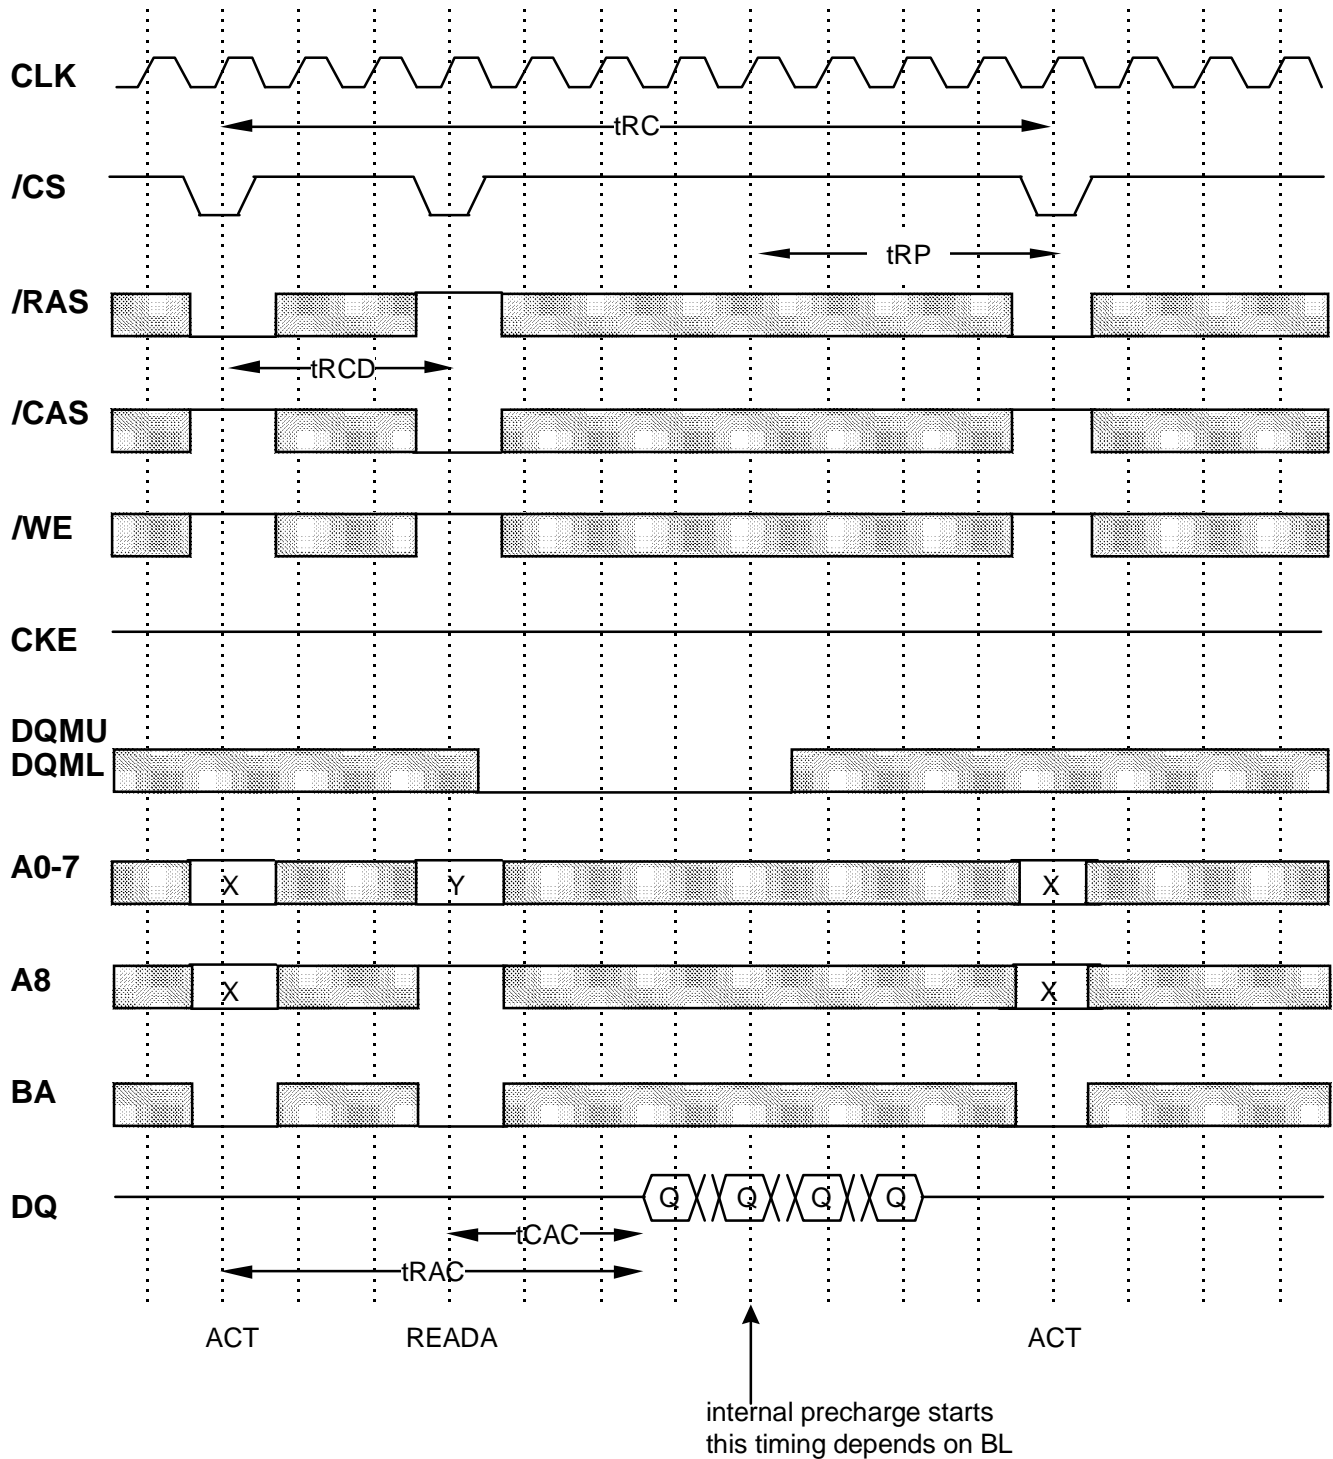 CLK
tRC
/CS
tRP
/RAS
tRCD
/CAS
/WE
CKE
DQMU
DQML
A0-7
X
Y
X
A8
X
X
BA
DQ
Q
Q
Q
Q
tCAC
tRAC
ACT
READA
ACT
internal precharge starts
this timing depends on BL